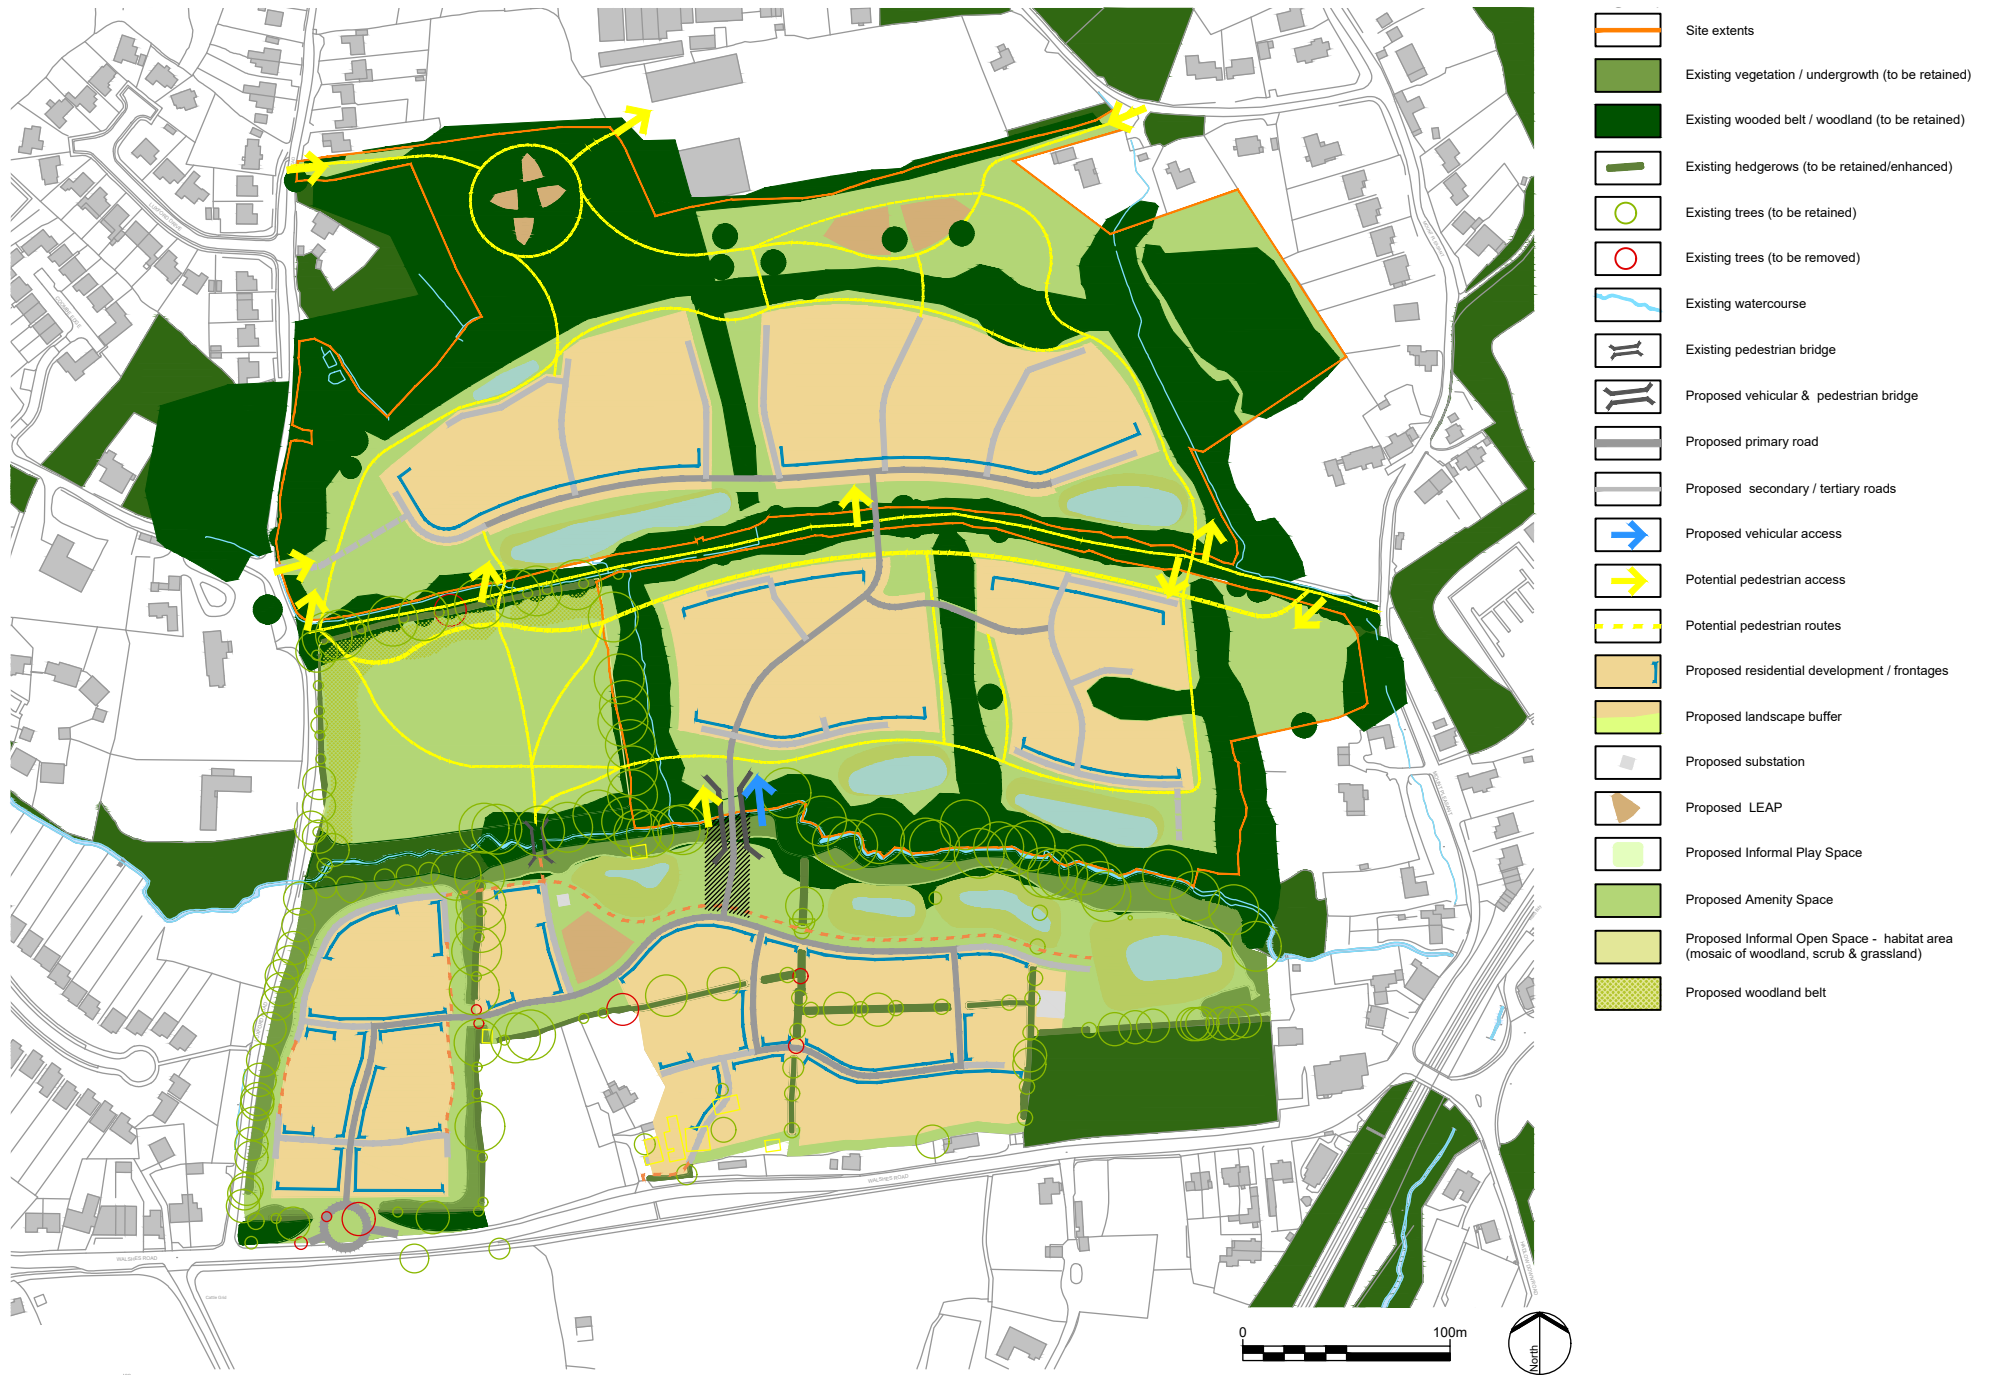 Site extents
Existing vegetation / undergrowth (to be retained)
Existing wooded belt / woodland (to be retained)
Existing hedgerows (to be retained/enhanced)
Existing trees (to be retained)
Existing trees (to be removed)
Existing watercourse
Existing pedestrian bridge
Proposed vehicular & pedestrian bridge
Proposed primary road
Proposed secondary / tertiary roads
Proposed vehicular access
Potential pedestrian access
Potential pedestrian routes
Proposed residential development / frontages
Proposed landscape buffer
Proposed substation
Proposed LEAP
Proposed Informal Play Space
Proposed Amenity Space
Proposed Informal Open Space - habitat area
(mosaic of woodland, scrub & grassland)
Proposed woodland belt
WALSHES ROAD
WALSHES ROAD
0 100m
North